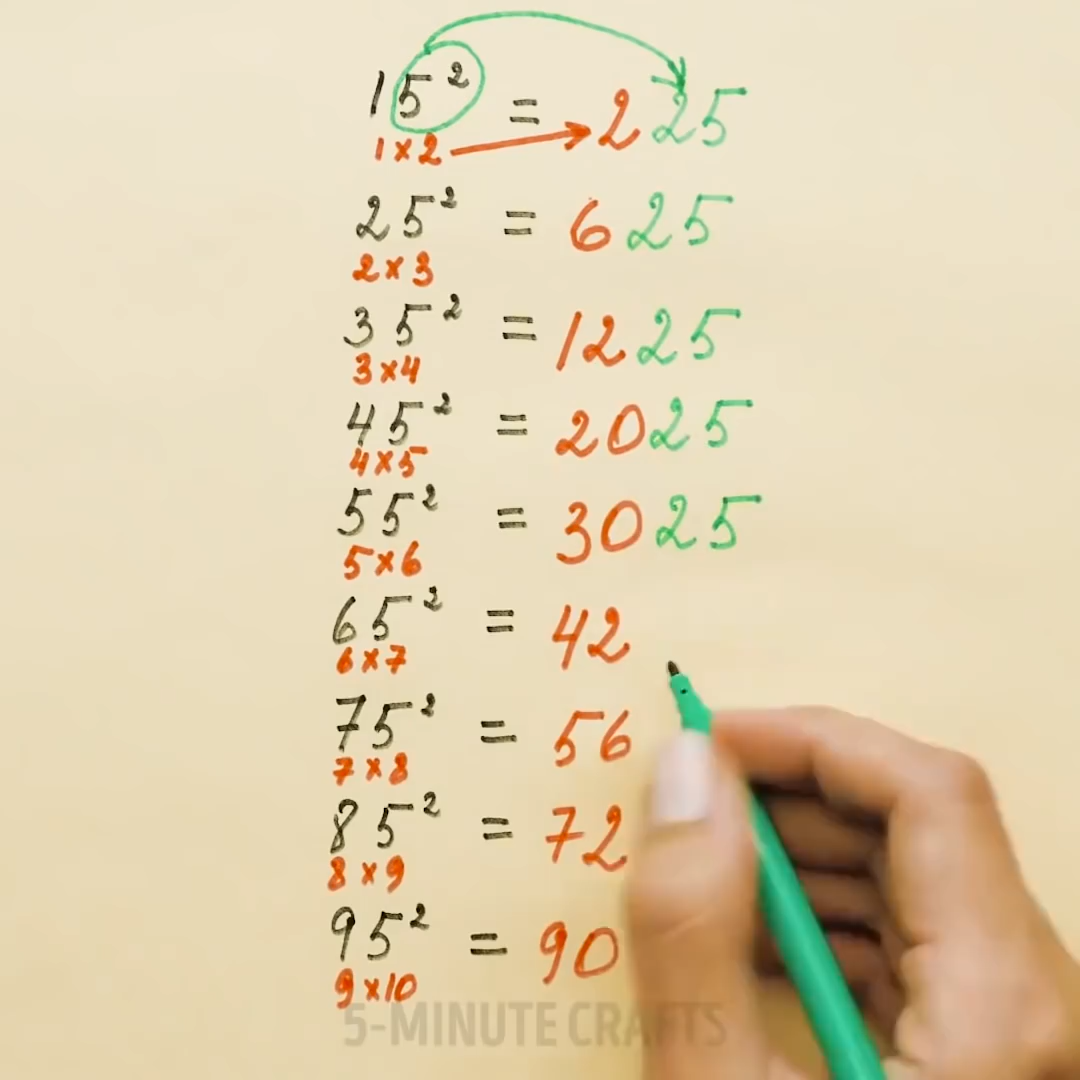 15² = 225
1×2
25² = 625
2×3
35² = 1225
3×4
45² = 2025
4×5
55² = 3025
5×6
65² = 42
6×7
75² = 56
7×8
85² = 72
8×9
95² = 90
9×10
5-MINUTE CRAFTS